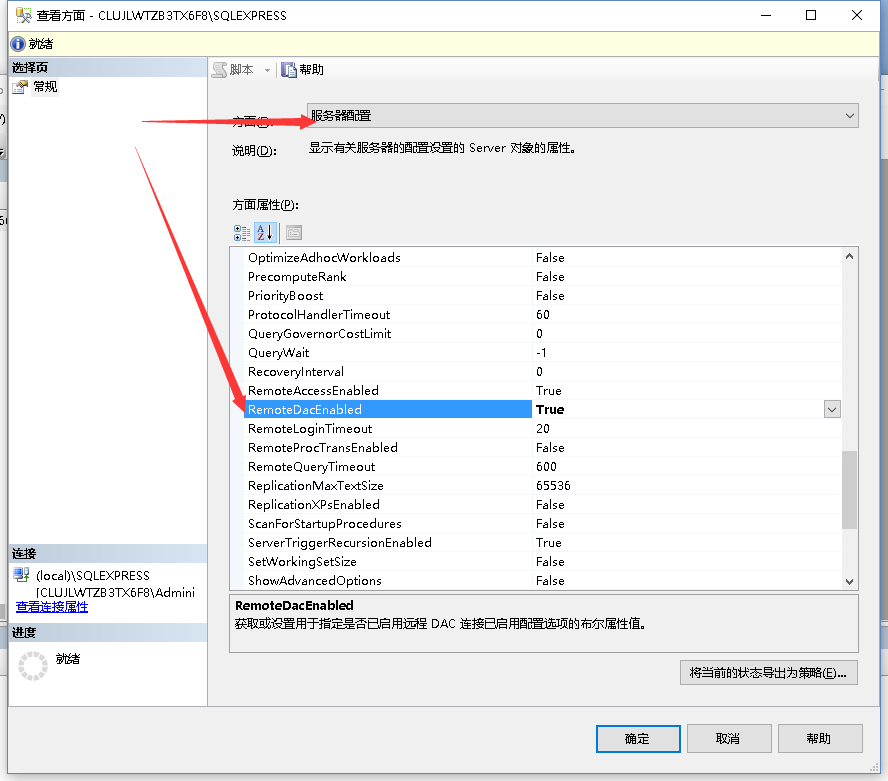 查看方面 - CLUJLWTZB3TX6F8\SQLEXPRESS
就绪
选择页
常规
脚本
帮助
方面(F):
服务器配置
说明(D):
显示有关服务器的配置设置的 Server 对象的属性。
方面属性(P):
OptimizeAdhocWorkloads False
PrecomputeRank False
PriorityBoost False
ProtocolHandlerTimeout 60
QueryGovernorCostLimit 0
QueryWait -1
RecoveryInterval 0
RemoteAccessEnabled True
RemoteDacEnabled True
RemoteLoginTimeout 20
RemoteProcTransEnabled False
RemoteQueryTimeout 600
ReplicationMaxTextSize 65536
ReplicationXPsEnabled False
ScanForStartupProcedures False
ServerTriggerRecursionEnabled True
SetWorkingSetSize False
ShowAdvancedOptions False
RemoteDacEnabled
获取或设置用于指定是否已启用远程 DAC 连接已启用配置选项的布尔属性值。
连接
(local)\SQLEXPRESS
[CLUJLWTZB3TX6F8\Admini
查看连接属性
进度
就绪
将当前的状态导出为策略(E)...
确定
取消
帮助